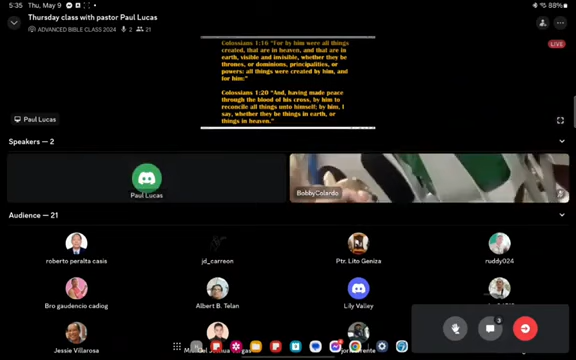 5:35 Thu, May 9
88%
Thursday class with pastor Paul Lucas
ADVANCED BIBLE CLASS 2024 2 21
LIVE
Colossians 1:16 "For by him were all things
created, that are in heaven, and that are in
earth, visible and invisible, whether they be
thrones, or dominions, principalities, or
powers: all things were created by him, and
for him:"
Colossians 1:20 "And, having made peace
through the blood of his cross, by him to
reconcile all things unto himself; by him, I
say, whether they be things in earth, or
things in heaven."
Paul Lucas
Speakers — 2
Paul Lucas
BobbyColardo
Audience — 21
roberto peralta casis
jd_carreon
Ptr. Lito Geniza
ruddy024
Bro gaudencio cadiog
Albert B. Telan
Lily Valley
3
Jessie Villarosa